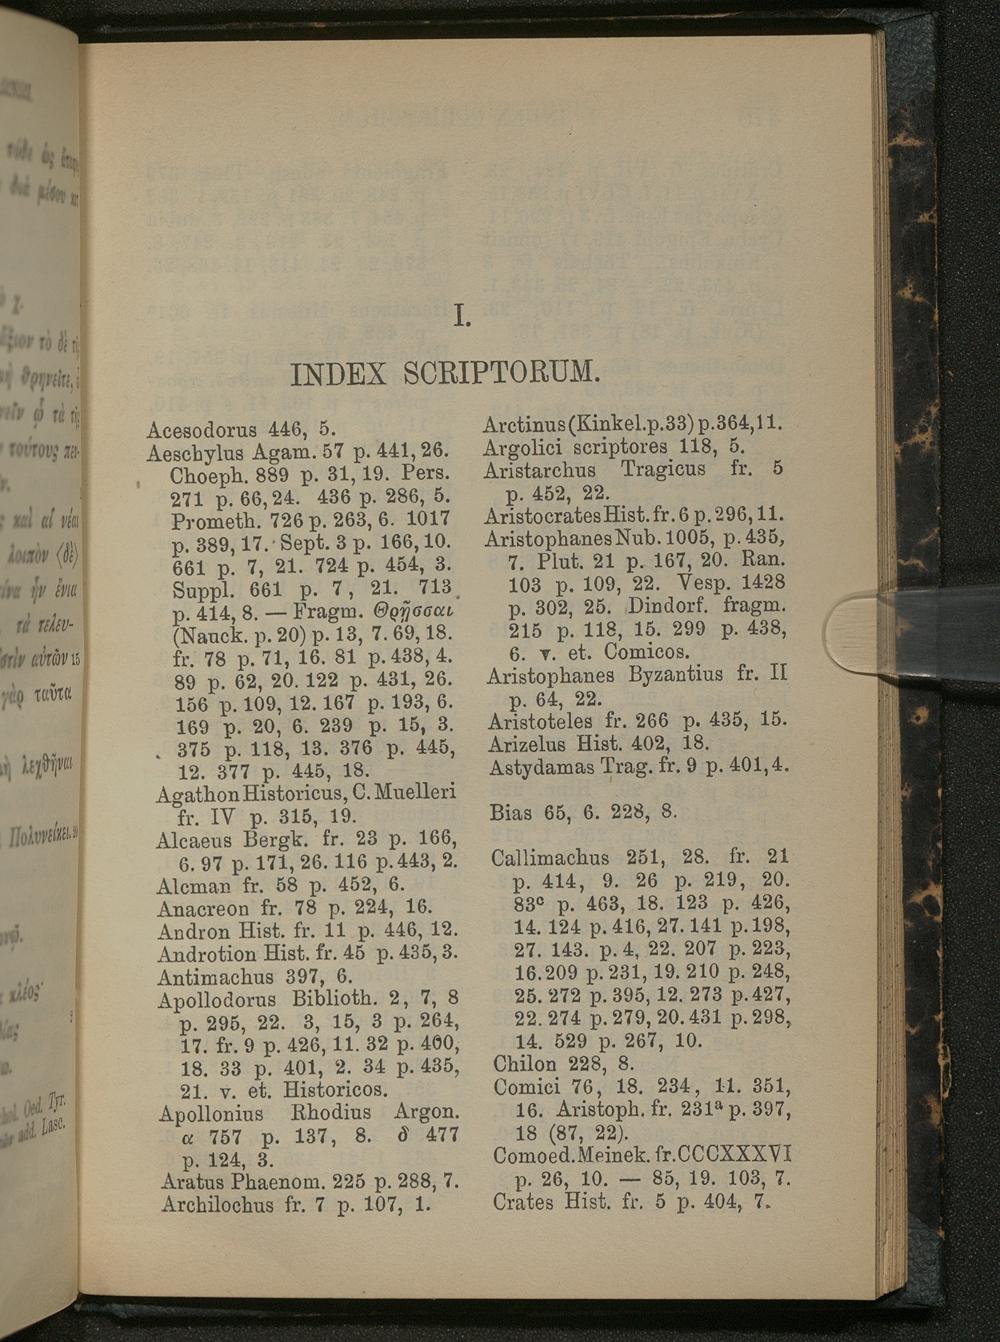 I.
INDEX SCRIPTORUM.
Acesodorus 446, 5.
Aeschylus Agam. 57 p. 441, 26.
Choeph. 889 p. 31, 19. Pers.
271 p. 66, 24. 436 p. 286, 5.
Prometh. 726 p. 263, 6. 1017
p. 389, 17. Sept. 3 p. 166, 10.
661 p. 7, 21. 724 p. 454, 3.
Suppl. 661 p. 7, 21. 713
p. 414, 8. — Fragm. Θρῇσσαι
(Nauck. p. 20) p. 13, 7. 69, 18.
fr. 78 p. 71, 16. 81 p. 438, 4.
89 p. 62, 20. 122 p. 431, 26.
156 p. 109, 12. 167 p. 193, 6.
169 p. 20, 6. 239 p. 15, 3.
375 p. 118, 13. 376 p. 445,
12. 377 p. 445, 18.
Agathon Historicus, C. Muelleri
fr. IV p. 315, 19.
Alcaeus Bergk. fr. 23 p. 166,
6. 97 p. 171, 26. 116 p. 443, 2.
Alcman fr. 58 p. 452, 6.
Anacreon fr. 78 p. 224, 16.
Andron Hist. fr. 11 p. 446, 12.
Androtion Hist. fr. 45 p. 435, 3.
Antimachus 397, 6.
Apollodorus Biblioth. 2, 7, 8
p. 295, 22. 3, 15, 3 p. 264,
17. fr. 9 p. 426, 11. 32 p. 400,
18. 33 p. 401, 2. 34 p. 435,
21. v. et. Historicos.
Apollonius Rhodius Argon.
α 757 p. 137, 8. δ 477
p. 124, 3.
Aratus Phaenom. 225 p. 288, 7.
Archilochus fr. 7 p. 107, 1.
Arctinus (Kinkel. p. 33) p. 364, 11.
Argolici scriptores 118, 5.
Aristarchus Tragicus fr. 5
p. 452, 22.
Aristocrates Hist. fr. 6 p. 296, 11.
Aristophanes Nub. 1005, p. 435,
7. Plut. 21 p. 167, 20. Ran.
103 p. 109, 22. Vesp. 1428
p. 302, 25. Dindorf. fragm.
215 p. 118, 15. 299 p. 438,
6. v. et. Comicos.
Aristophanes Byzantius fr. II
p. 64, 22.
Aristoteles fr. 266 p. 435, 15.
Arizelus Hist. 402, 18.
Astydamas Trag. fr. 9 p. 401, 4.
Bias 65, 6. 228, 8.
Callimachus 251, 28. fr. 21
p. 414, 9. 26 p. 219, 20.
83ᶜ p. 463, 18. 123 p. 426,
14. 124 p. 416, 27. 141 p. 198,
27. 143. p. 4, 22. 207 p. 223,
16. 209 p. 231, 19. 210 p. 248,
25. 272 p. 395, 12. 273 p. 427,
22. 274 p. 279, 20. 431 p. 298,
14. 529 p. 267, 10.
Chilon 228, 8.
Comici 76, 18. 234, 11. 351,
16. Aristoph. fr. 231ᵃ p. 397,
18 (87, 22).
Comoed. Meinek. fr. CCCXXXVI
p. 26, 10. — 85, 19. 103, 7.
Crates Hist. fr. 5 p. 404, 7.